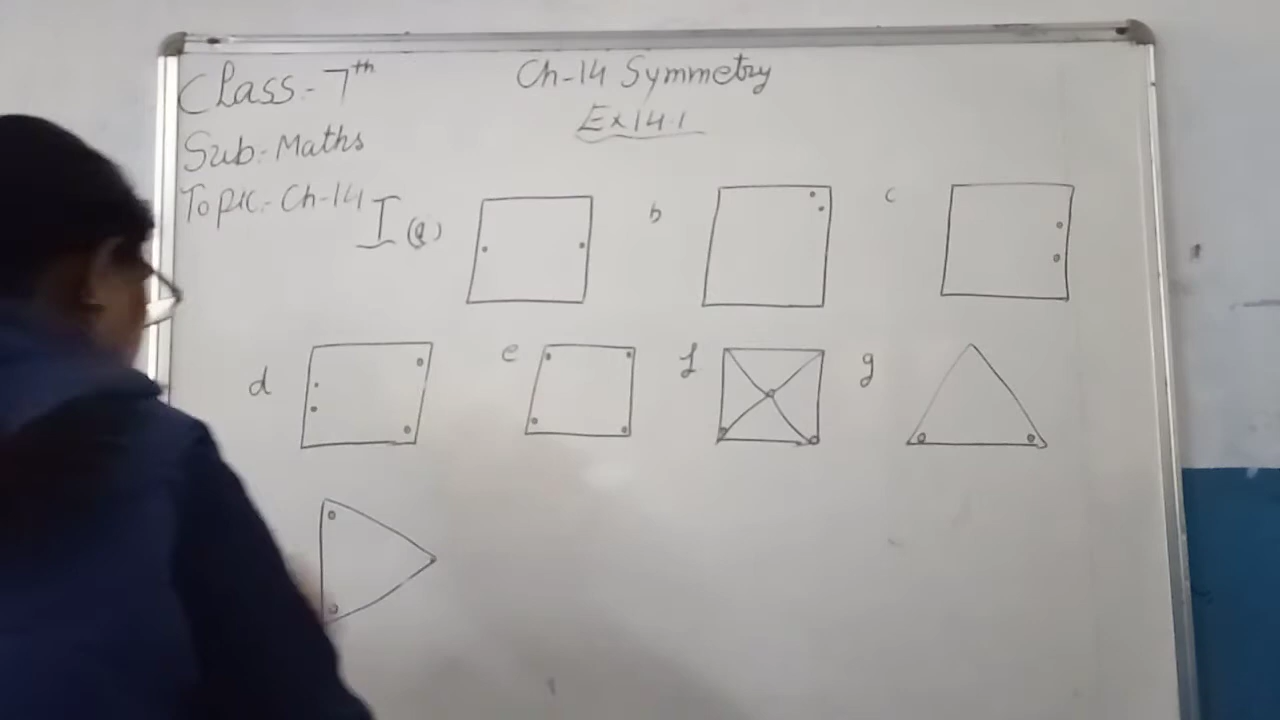 Class:- 7th
Ch-14 Symmetry
Ex 14.1
Sub:- Maths
Topic:- Ch-14
I (a)
b
c
d
e
f
g